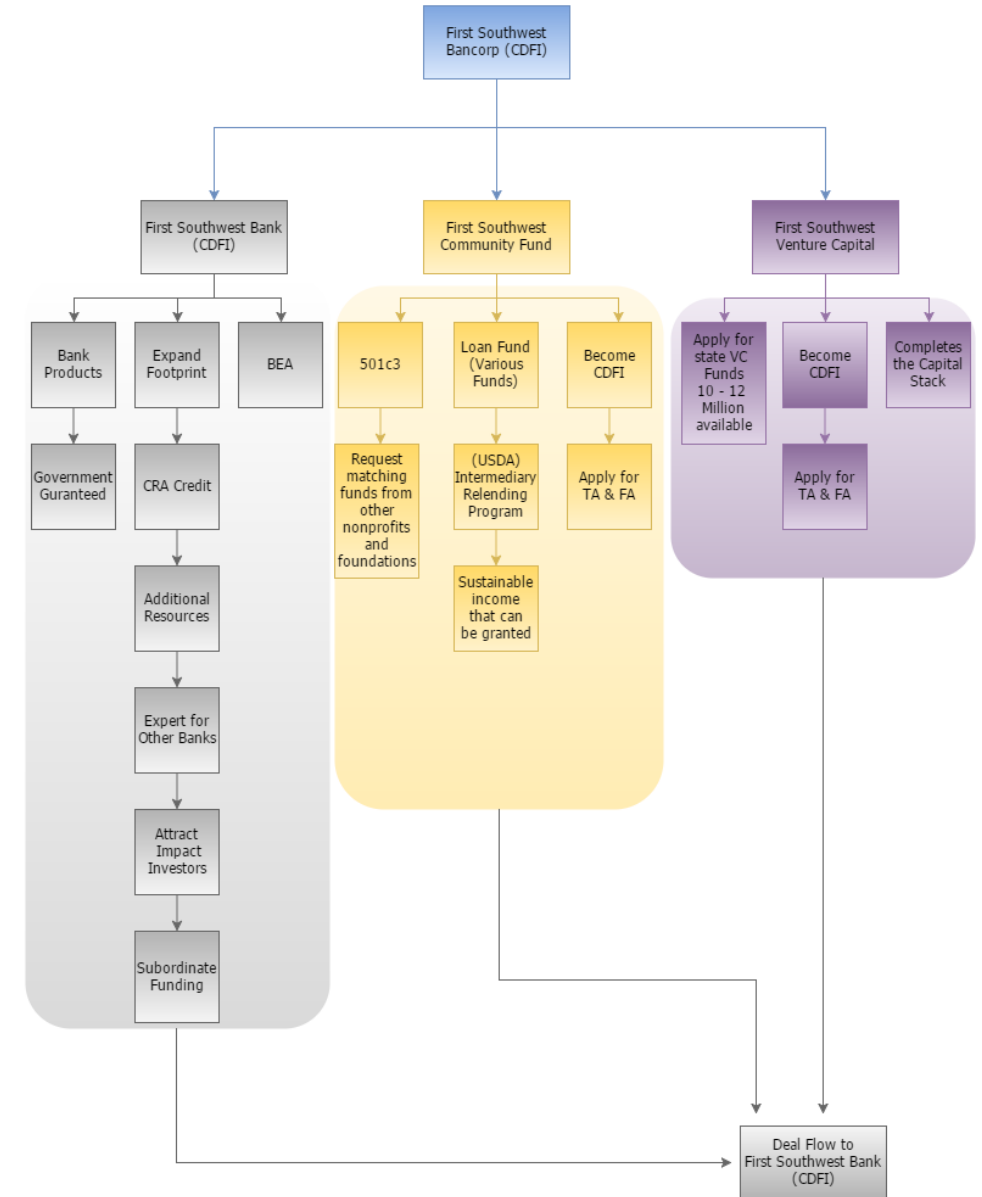 First Southwest
Bancorp (CDFI)
First Southwest Bank
(CDFI)
First Southwest
Community Fund
First Southwest
Venture Capital
Bank
Products
Expand
Footprint
BEA
501c3
Loan Fund
(Various
Funds)
Become
CDFI
Apply for
state VC
Funds
10 - 12
Million
available
Become
CDFI
Completes
the Capital
Stack
Government
Guranteed
CRA Credit
Request
matching
funds from
other
nonprofits
and
foundations
(USDA)
Intermediary
Relending
Program
Apply for
TA & FA
Apply for
TA & FA
Additional
Resources
Sustainable
income
that can
be granted
Expert for
Other Banks
Attract
Impact
Investors
Subordinate
Funding
Deal Flow to
First Southwest Bank
(CDFI)